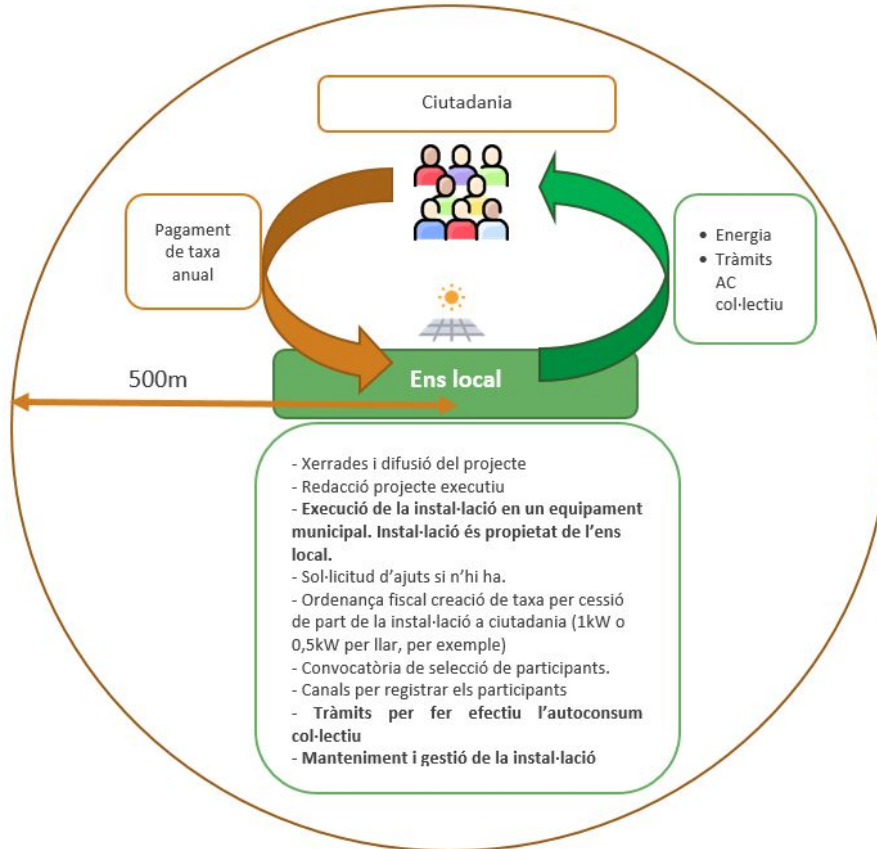 Ciutadania
Pagament
de taxa
anual
• Energia
• Tràmits
AC
col·lectiu
500m
Ens local
- Xerrades i difusió del projecte
- Redacció projecte executiu
- Execució de la instal·lació en un equipament
municipal. Instal·lació és propietat de l’ens
local.
- Sol·licitud d’ajuts si n’hi ha.
- Ordenança fiscal creació de taxa per cessió
de part de la instal·lació a ciutadania (1kW o
0,5kW per llar, per exemple)
- Convocatòria de selecció de participants.
- Canals per registrar els participants
- Tràmits per fer efectiu l’autoconsum
col·lectiu
- Manteniment i gestió de la instal·lació